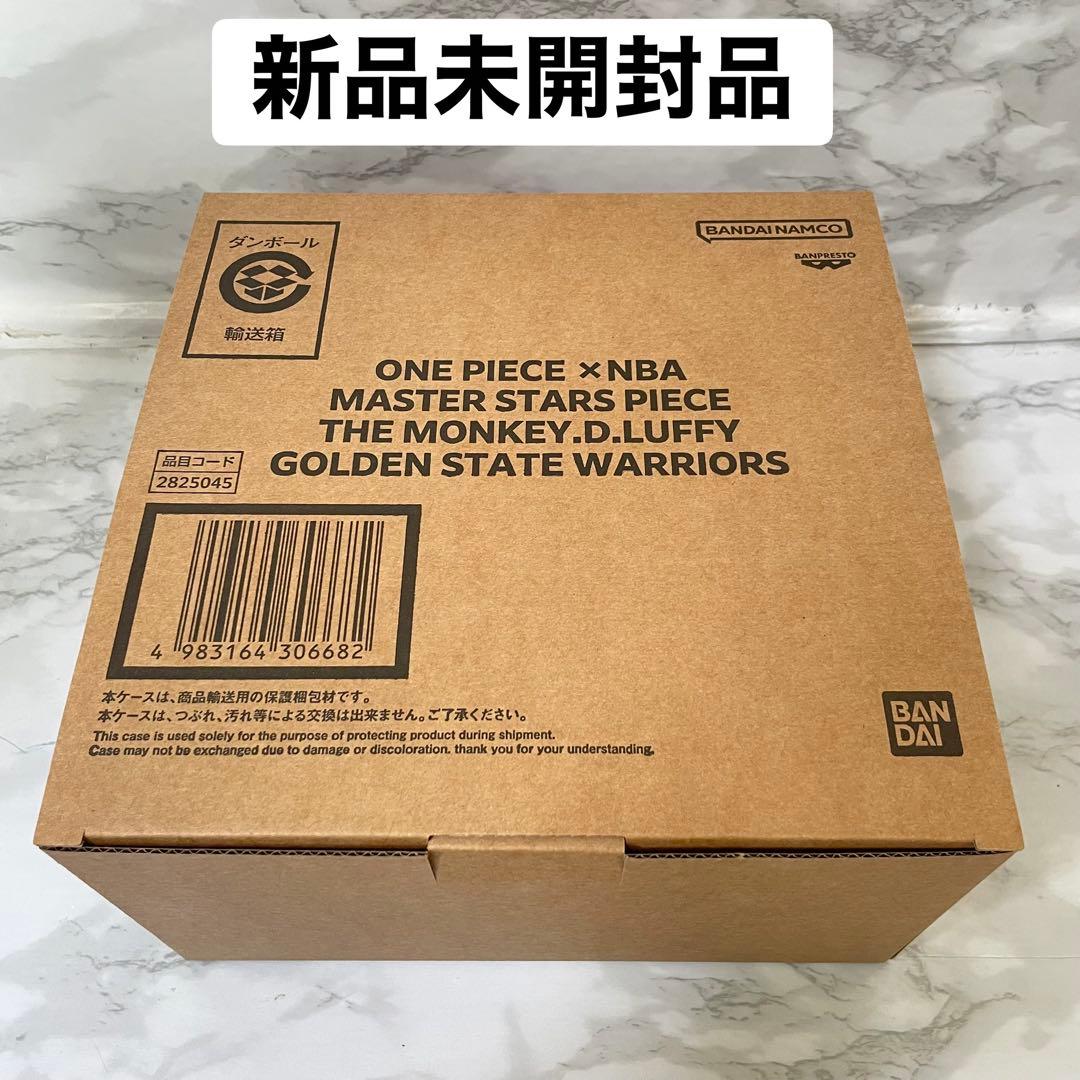 新品未開封品
ダンボール
輸送箱
BANDAI NAMCO
BANPRESTO
ONE PIECE ×NBA
MASTER STARS PIECE
THE MONKEY.D.LUFFY
GOLDEN STATE WARRIORS
品目コード
2825045
4 983164 306682
本ケースは、商品輸送用の保護梱包材です。
本ケースは、つぶれ、汚れ等による交換は出来ません。ご了承ください。
This case is used solely for the purpose of protecting product during shipment.
Case may not be exchanged due to damage or discoloration. thank you for your understanding.
BAN
DAI